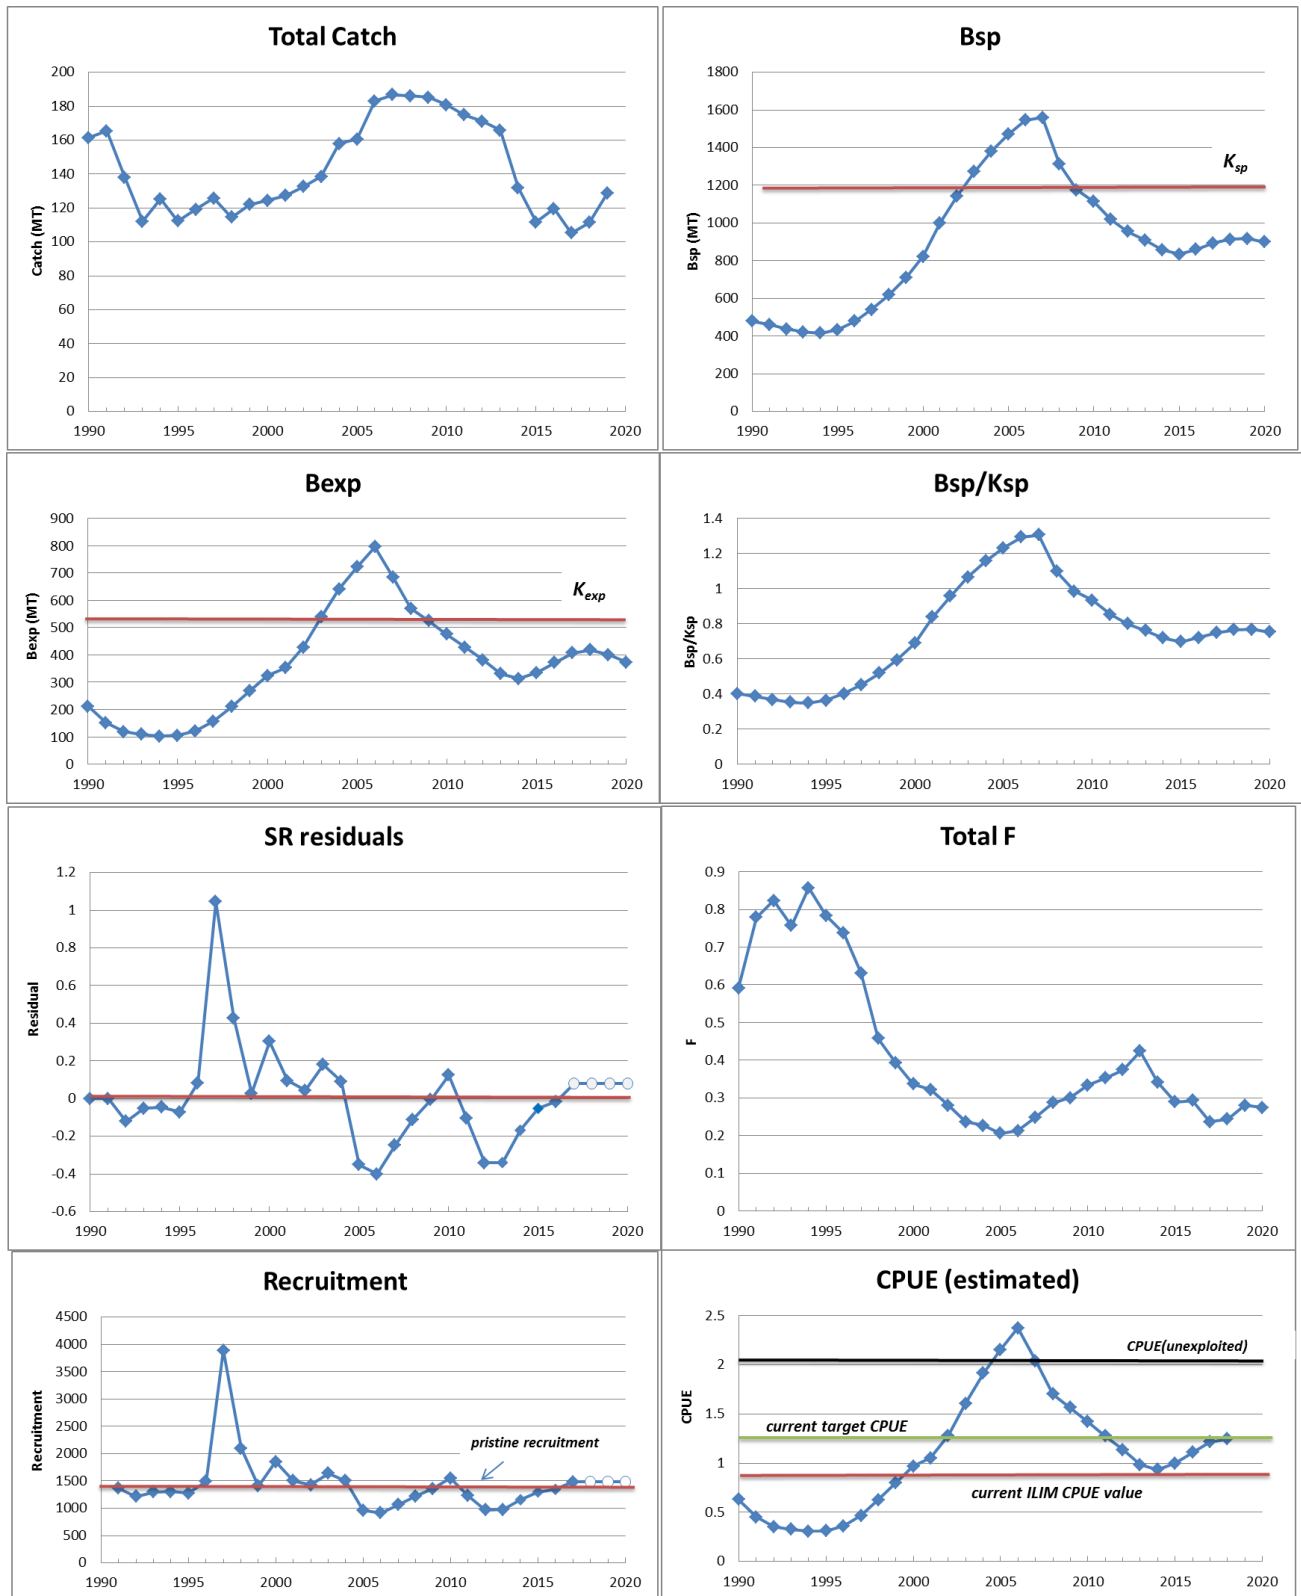 Total Catch
200
180
160
140
120
100
80
60
40
20
0
Catch (MT)
1990 1995 2000 2005 2010 2015 2020
Bsp
1800
1600
1400
1200
1000
800
600
400
200
0
Bsp (MT)
Ksp
1990 1995 2000 2005 2010 2015 2020
Bexp
900
800
700
600
500
400
300
200
100
0
Bexp (MT)
Kexp
1990 1995 2000 2005 2010 2015 2020
Bsp/Ksp
1.4
1.2
1
0.8
0.6
0.4
0.2
0
Bsp/Ksp
1990 1995 2000 2005 2010 2015 2020
SR residuals
1.2
1
0.8
0.6
0.4
0.2
0
-0.2
-0.4
-0.6
Residual
1990 1995 2000 2005 2010 2015 2020
Total F
0.9
0.8
0.7
0.6
0.5
0.4
0.3
0.2
0.1
0
F
1990 1995 2000 2005 2010 2015 2020
Recruitment
4500
4000
3500
3000
2500
2000
1500
1000
500
0
Recruitment
pristine recruitment
1990 1995 2000 2005 2010 2015 2020
CPUE (estimated)
2.5
2
1.5
1
0.5
0
CPUE
CPUE(unexploited)
current target CPUE
current ILIM CPUE value
1990 1995 2000 2005 2010 2015 2020